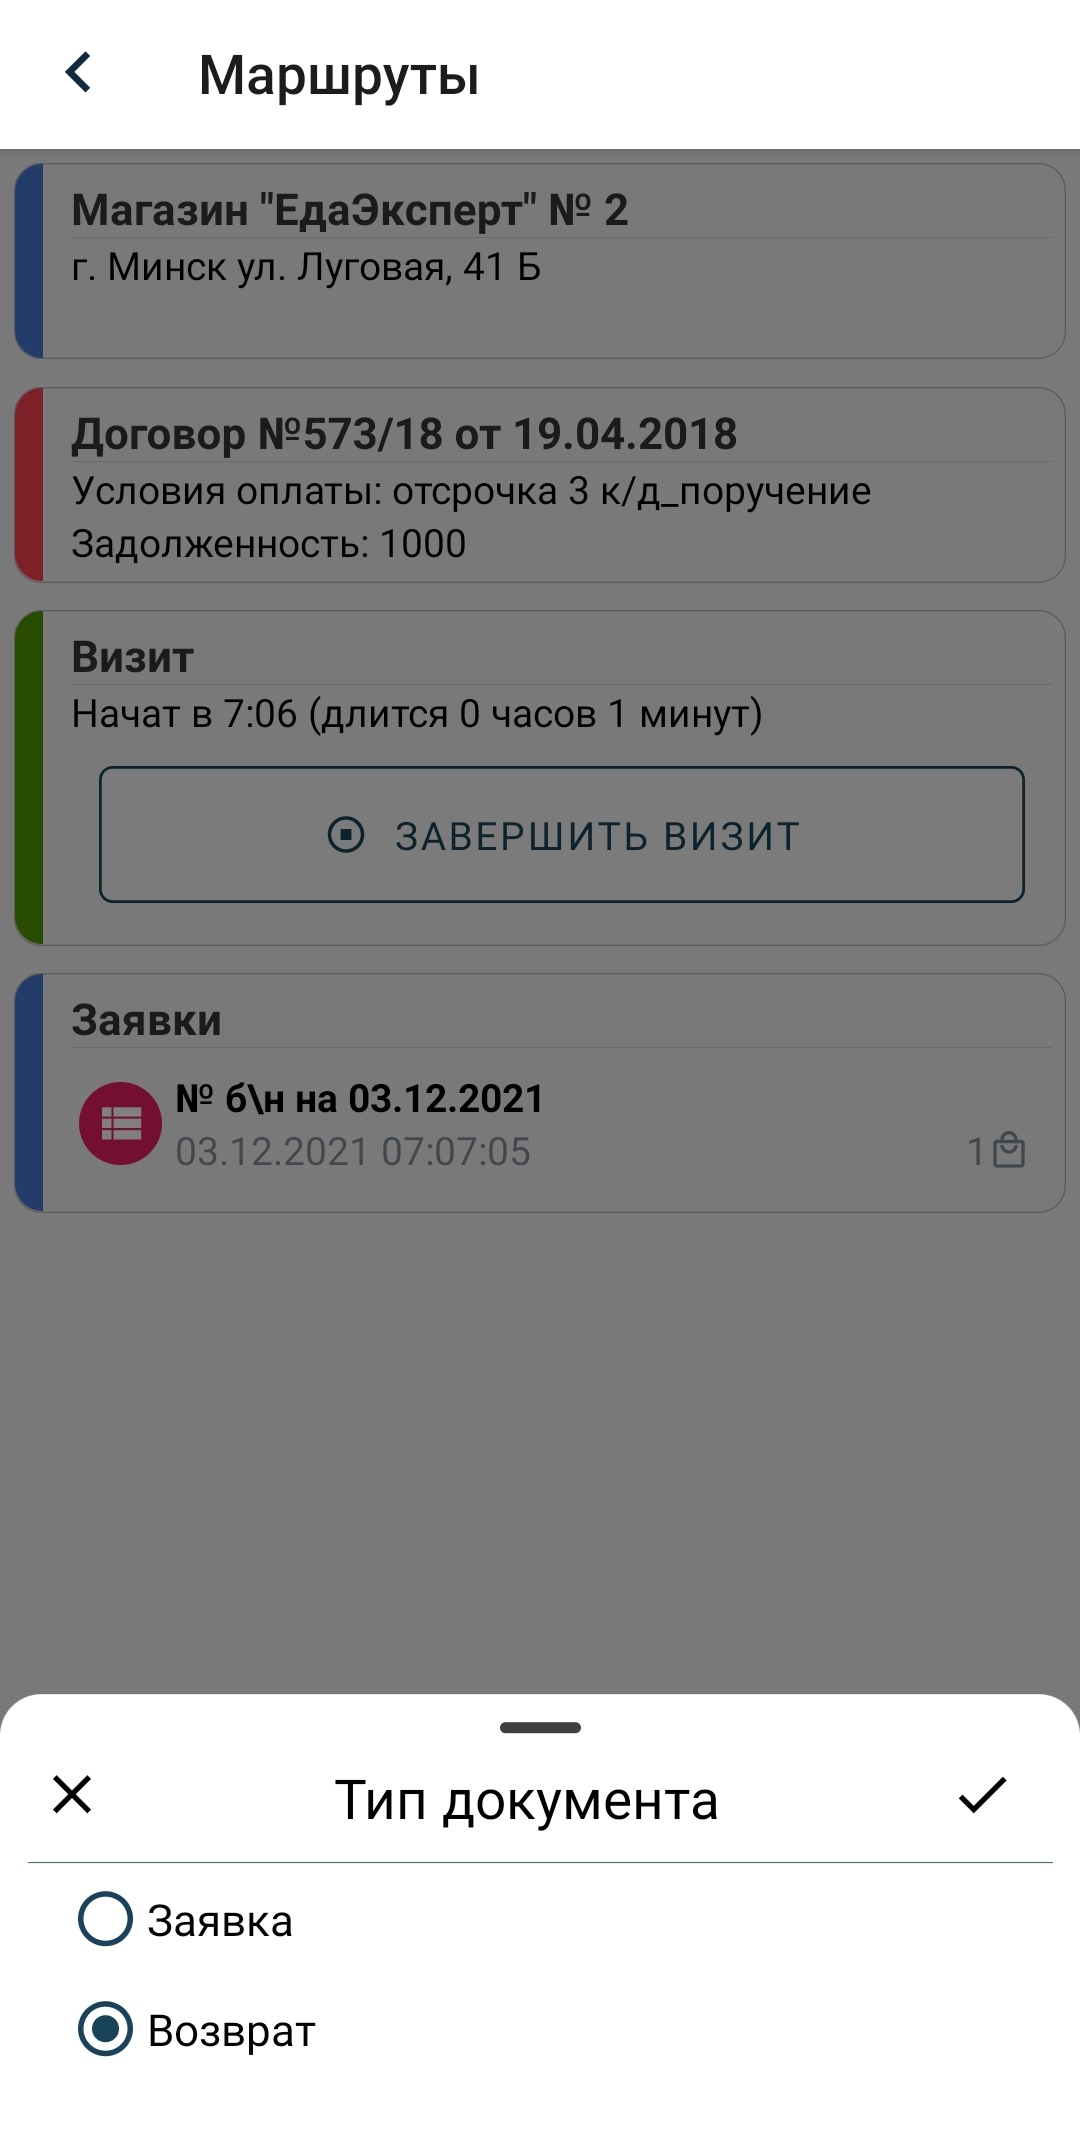 Маршруты
Магазин "ЕдаЭксперт" № 2
г. Минск ул. Луговая, 41 Б
Договор №573/18 от 19.04.2018
Условия оплаты: отсрочка 3 к/д_поручение
Задолженность: 1000
Визит
Начат в 7:06 (длится 0 часов 1 минут)
ЗАВЕРШИТЬ ВИЗИТ
Заявки
№ б\н на 03.12.2021
03.12.2021 07:07:05 1
Тип документа
Заявка
Возврат